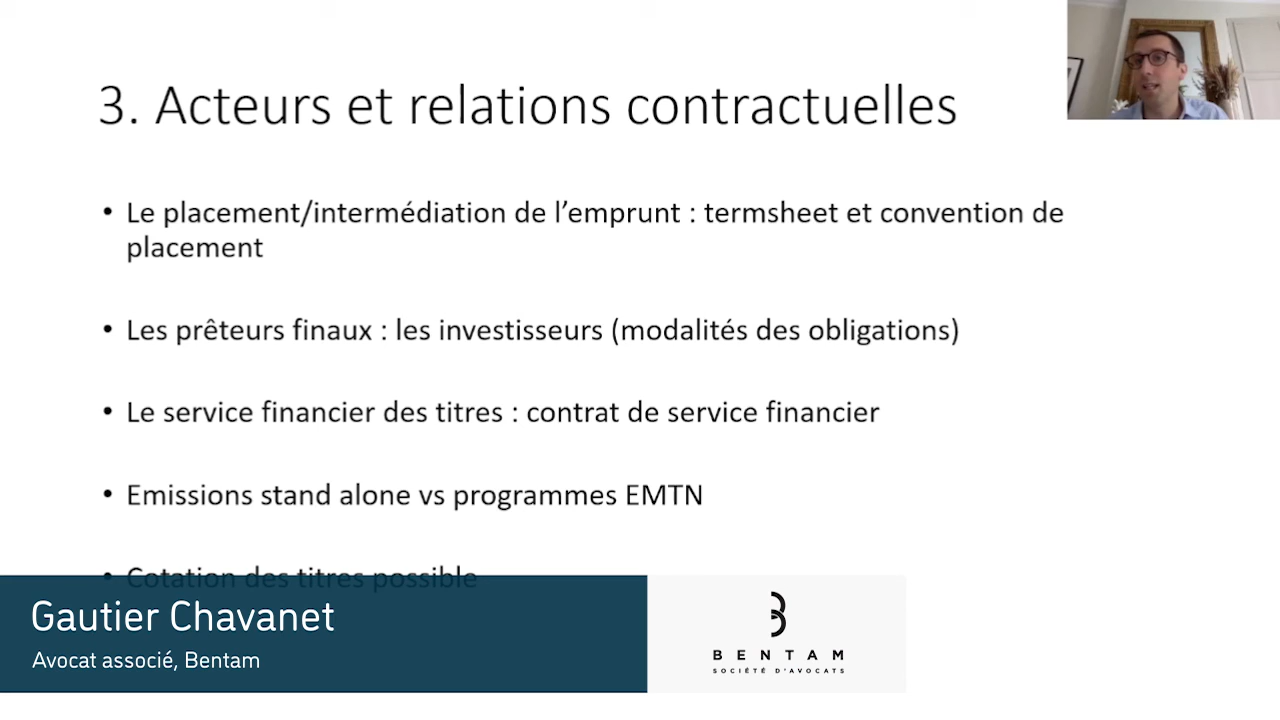 3. Acteurs et relations contractuelles
• Le placement/intermédiation de l’emprunt : termsheet et convention de
placement
• Les prêteurs finaux : les investisseurs (modalités des obligations)
• Le service financier des titres : contrat de service financier
• Emissions stand alone vs programmes EMTN
• Cotation des titres possible
Gautier Chavanet
Avocat associé, Bentam
BENTAM
SOCIÉTÉ D'AVOCATS